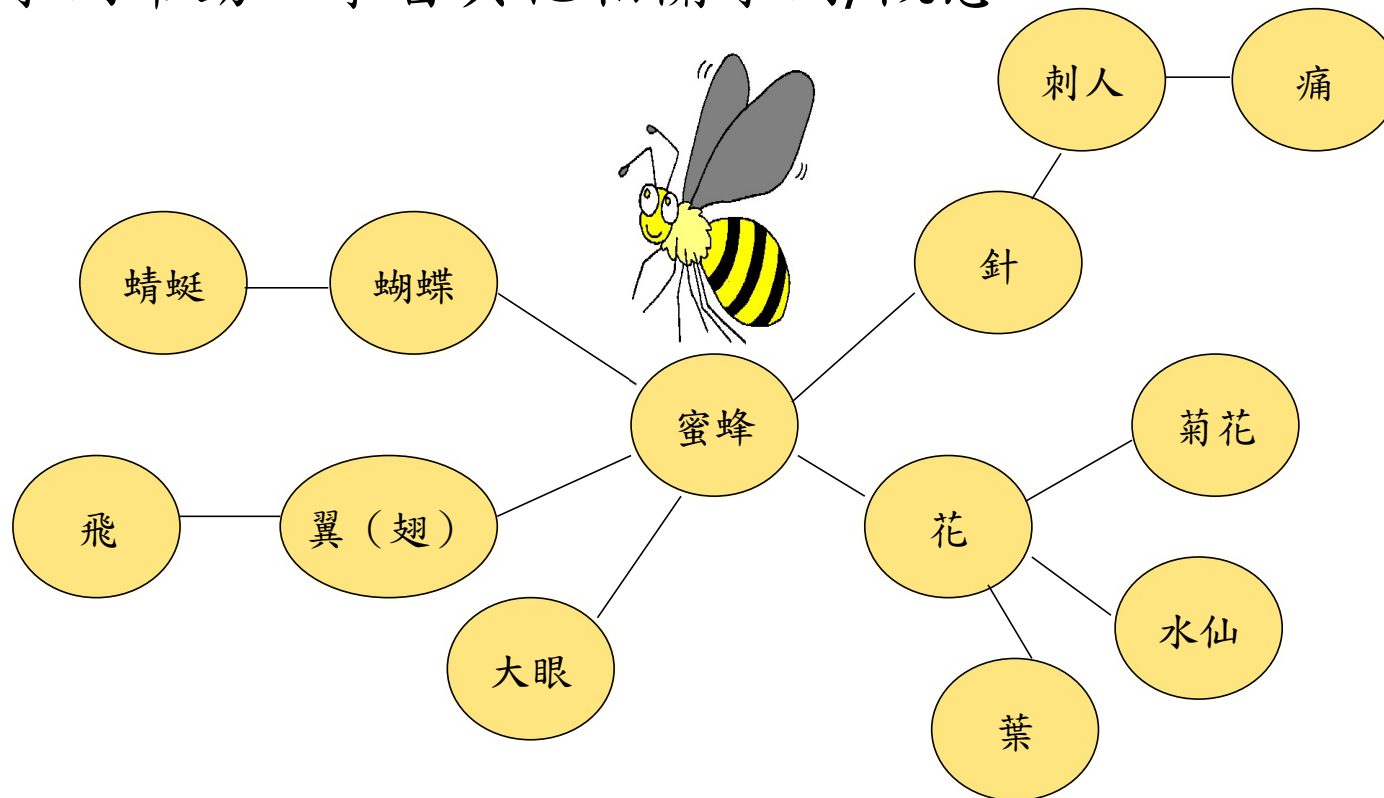 刺人
痛
針
蜻蜓
蝴蝶
蜜蜂
菊花
飛
翼（翅）
花
水仙
大眼
葉